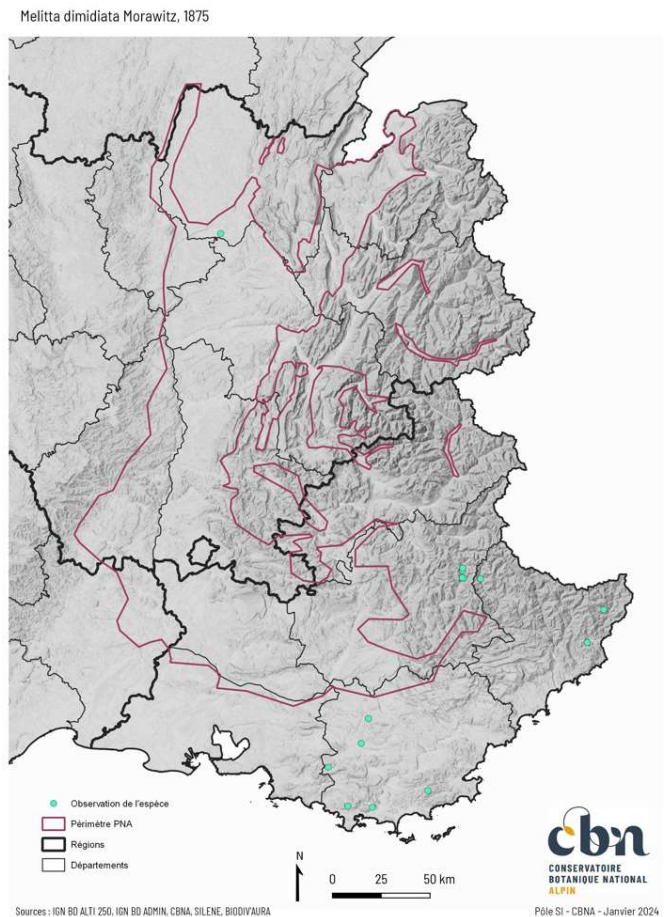 Melitta dimidiata Morawitz, 1875
Observation de l'espèce
Périmètre PNA
Régions
Départements
N
0 25 50 km
cbn
CONSERVATOIRE
BOTANIQUE NATIONAL
ALPIN
Sources : IGN BD ALTI 250, IGN BD ADMIN, CBNA, SILENE, BIODIV'AURA
Pôle SI - CBNA - Janvier 2024